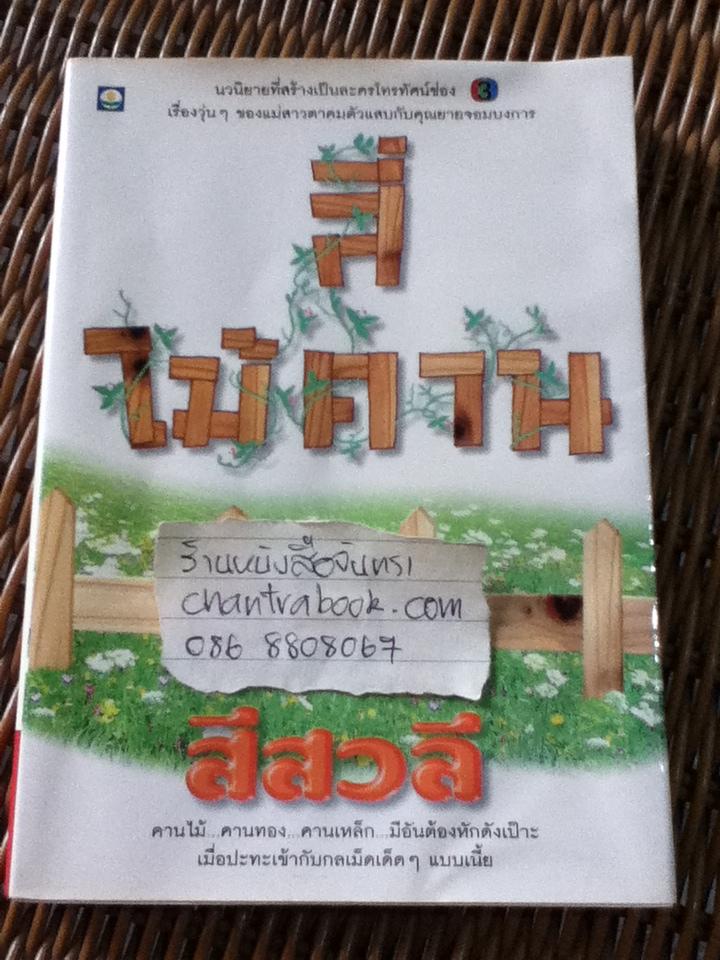 นวนิยายที่สร้างเป็นละครโทรทัศน์ช่อง 3
เรื่องวุ่น ๆ ของแม่สาวตาคมตัวแสบกับคุณยายจอมบงการ
สี่
ไม้คาน
ร้านหนังสือจันทรา
chantrabook.com
086 8808067
สีสวลี
คานไม้...คานทอง...คานเหล็ก...มีอันต้องหักดังเป๊าะ
เมื่อปะทะเข้ากับกลเม็ดเด็ด ๆ แบบเนี้ย